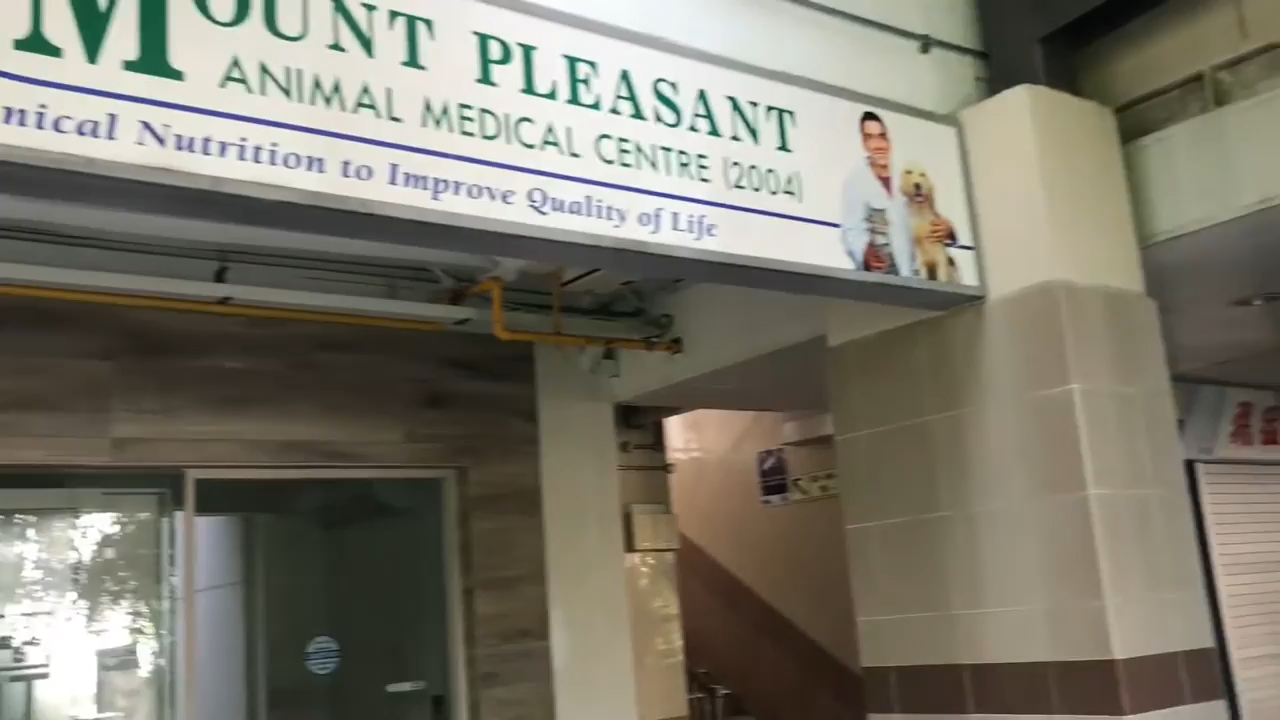 MOUNT PLEASANT
ANIMAL MEDICAL CENTRE (2004)
nical Nutrition to Improve Quality of Life